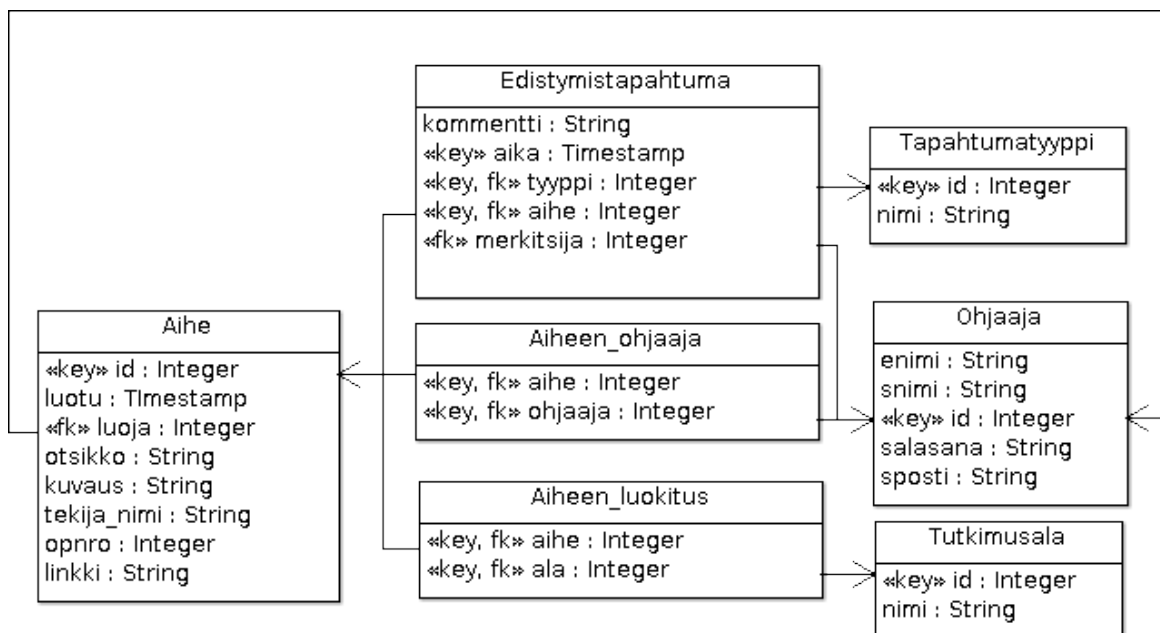 Edistymistapahtuma
kommentti : String
«key» aika : Timestamp
«key, fk» tyyppi : Integer
«key, fk» aihe : Integer
«fk» merkitsija : Integer
Tapahtumatyyppi
«key» id : Integer
nimi : String
Aihe
«key» id : Integer
luotu : TImestamp
«fk» luoja : Integer
otsikko : String
kuvaus : String
tekija_nimi : String
opnro : Integer
linkki : String
Aiheen_ohjaaja
«key, fk» aihe : Integer
«key, fk» ohjaaja : Integer
Ohjaaja
enimi : String
snimi : String
«key» id : Integer
salasana : String
sposti : String
Aiheen_luokitus
«key, fk» aihe : Integer
«key, fk» ala : Integer
Tutkimusala
«key» id : Integer
nimi : String